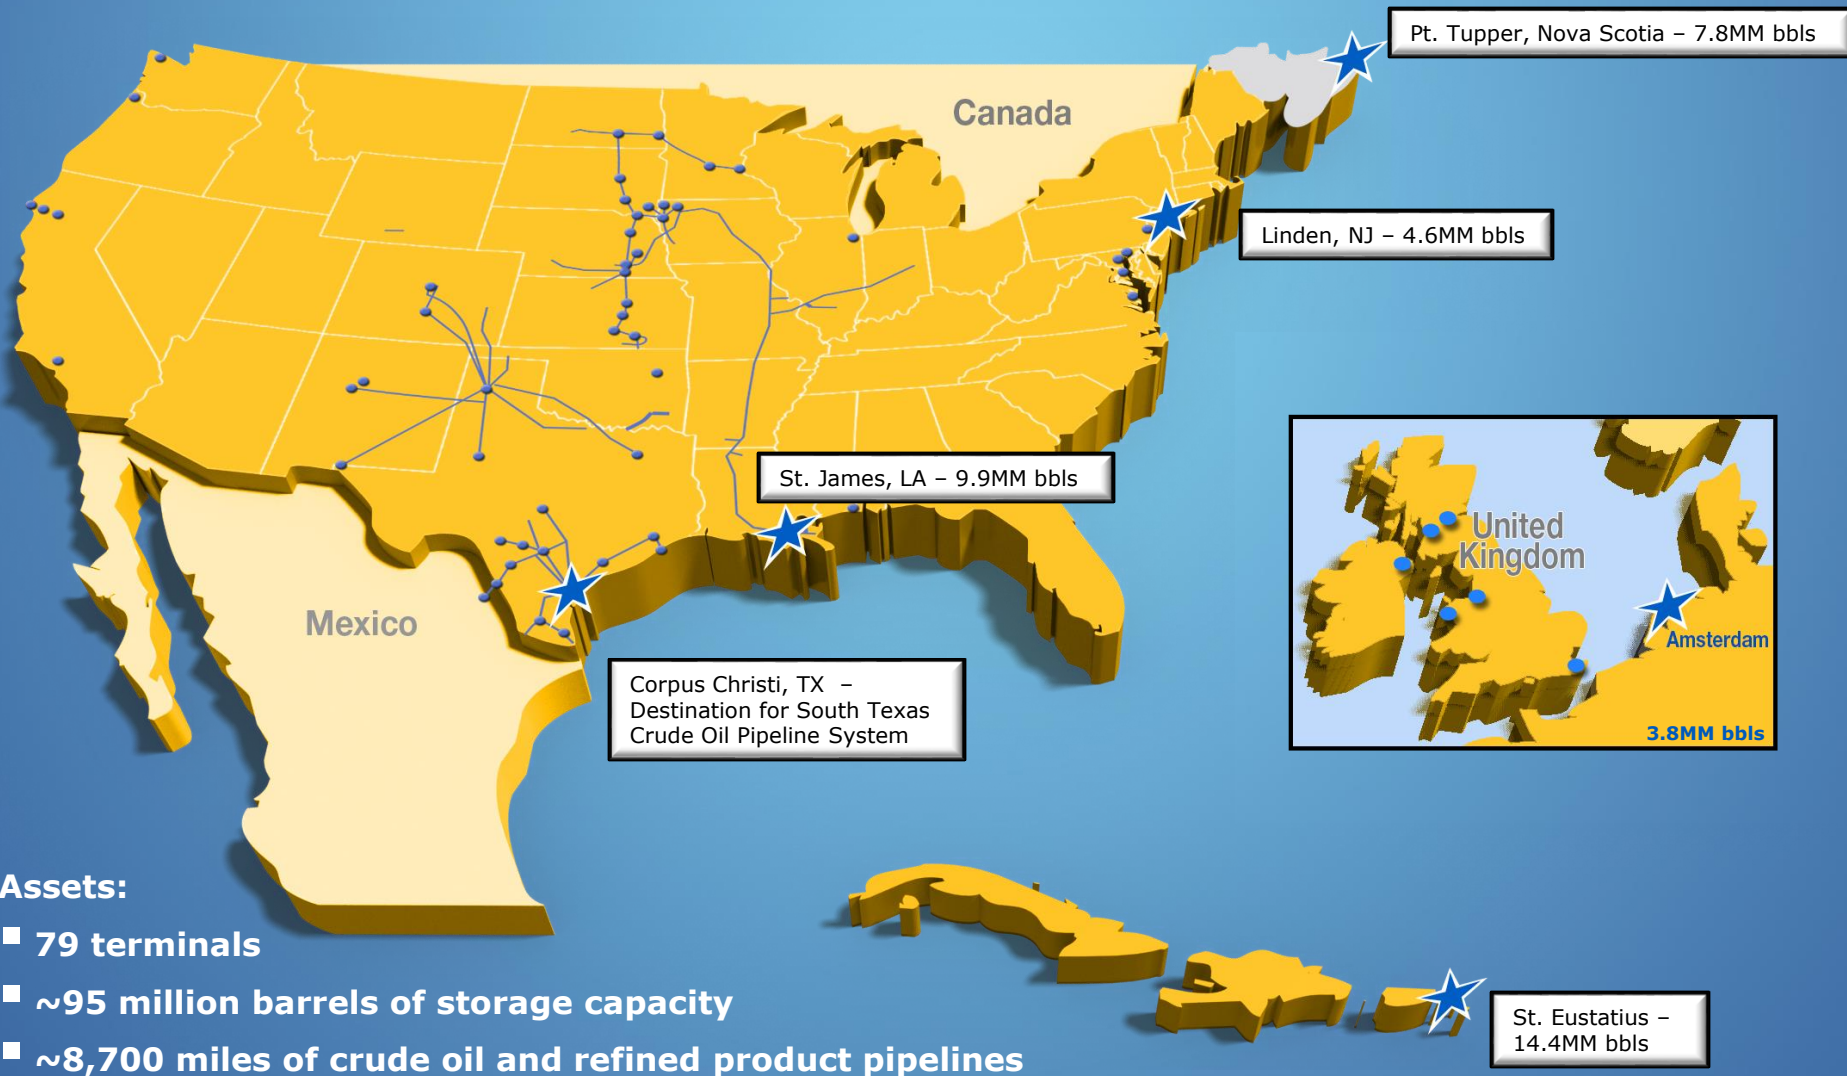 Pt. Tupper, Nova Scotia – 7.8MM bbls
Canada
Linden, NJ – 4.6MM bbls
St. James, LA – 9.9MM bbls
United
Kingdom
Mexico
Amsterdam
Corpus Christi, TX –
Destination for South Texas
Crude Oil Pipeline System
3.8MM bbls
Assets:
79 terminals
~95 million barrels of storage capacity
~8,700 miles of crude oil and refined product pipelines
St. Eustatius –
14.4MM bbls